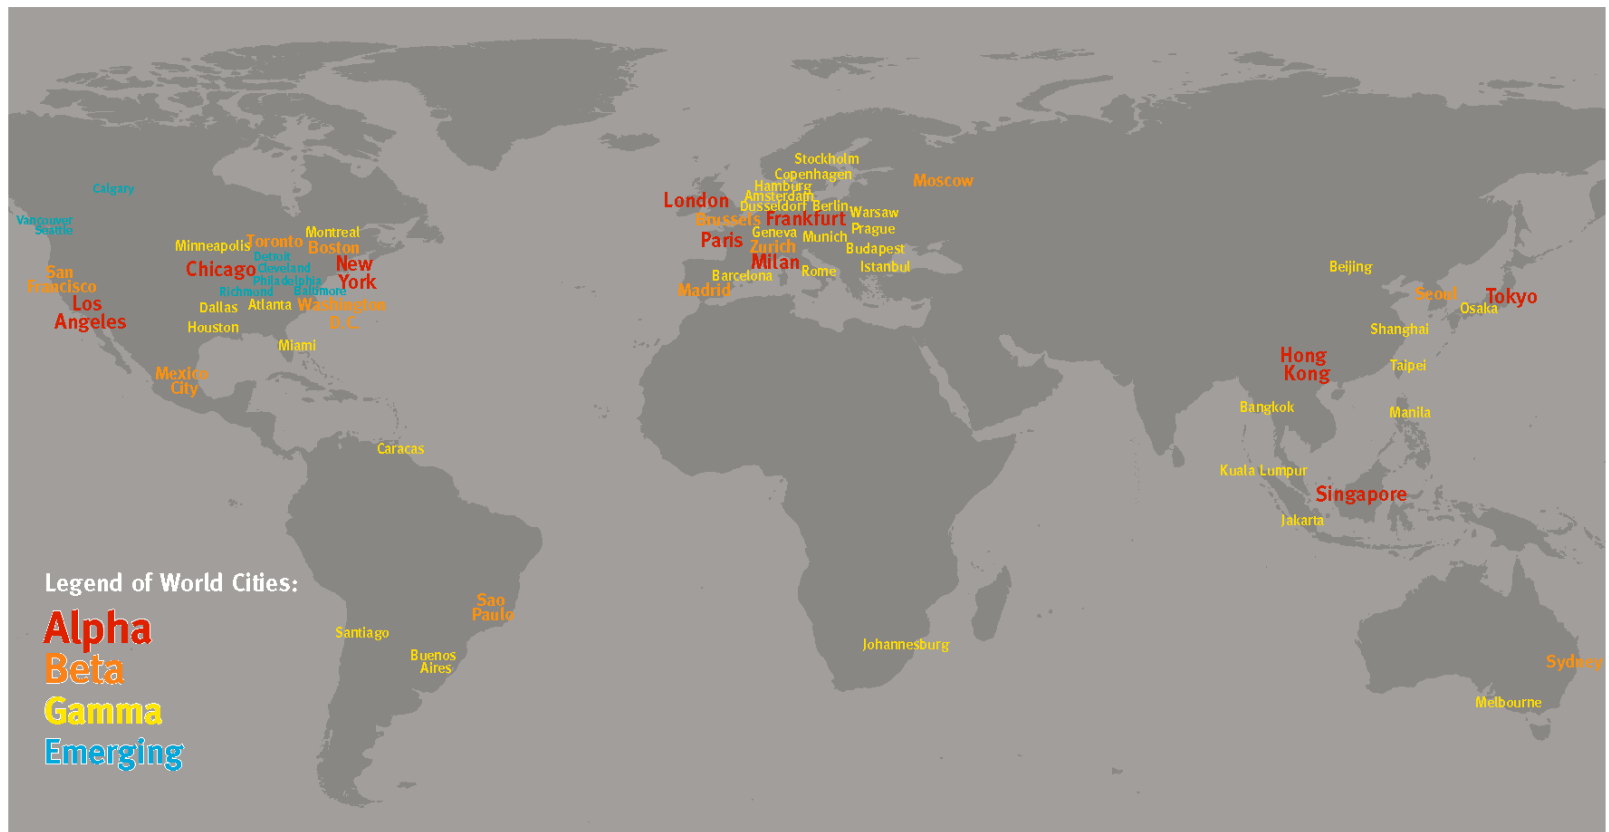 Stockholm
Copenhagen
Moscow
Hamburg
Calgary
Amsterdam
London
Dusseldorf
Berlin
Warsaw
Vancouver
Brussels
Frankfurt
Seattle
Prague
Montreal
Geneva
Munich
Minneapolis
Toronto
Boston
Paris
Zurich
Budapest
Detroit
Chicago
Cleveland
New
York
Milan
Rome
Istanbul
Beijing
San
Francisco
Philadelphia
Barcelona
Richmond
Baltimore
Madrid
Seoul
Tokyo
Los
Angeles
Dallas
Atlanta
Washington
D.C.
Osaka
Houston
Shanghai
Miami
Hong
Kong
Taipei
Mexico
City
Bangkok
Manila
Caracas
Kuala Lumpur
Singapore
Jakarta
Sao
Paulo
Santiago
Johannesburg
Buenos
Aires
Sydney
Melbourne
Legend of World Cities:
Alpha
Beta
Gamma
Emerging